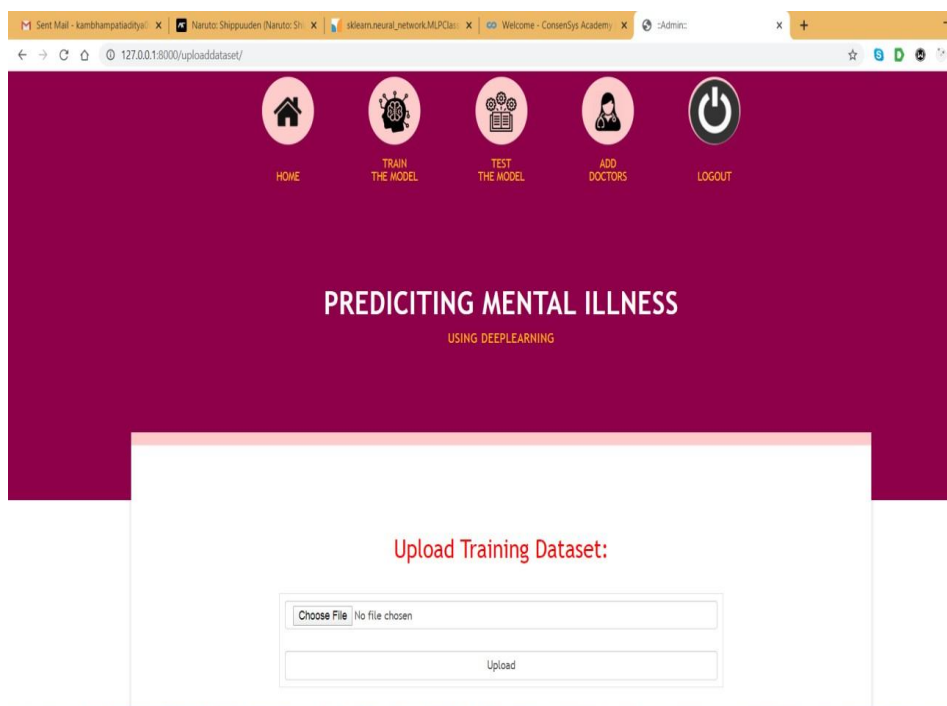 Sent Mail - kambhampatiaditya
Naruto: Shippuuden (Naruto: Shi
sklearn.neural_network.MLPClass
Welcome - ConsenSys Academy
::Admin::
127.0.0.1:8000/uploaddataset/
HOME
TRAIN
THE MODEL
TEST
THE MODEL
ADD
DOCTORS
LOGOUT
PREDICITING MENTAL ILLNESS
USING DEEPLEARNING
Upload Training Dataset:
Choose File No file chosen
Upload